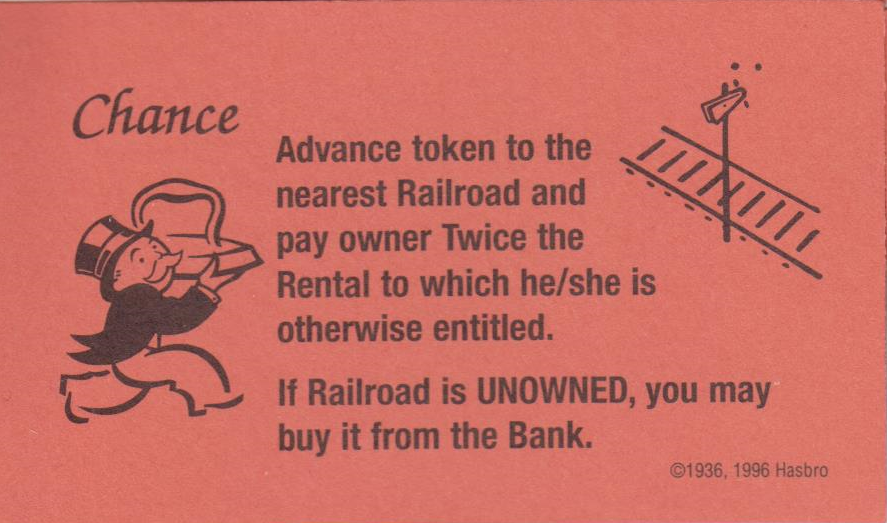 Chance
Advance token to the
nearest Railroad and
pay owner Twice the
Rental to which he/she is
otherwise entitled.
If Railroad is UNOWNED, you may
buy it from the Bank.
©1936, 1996 Hasbro